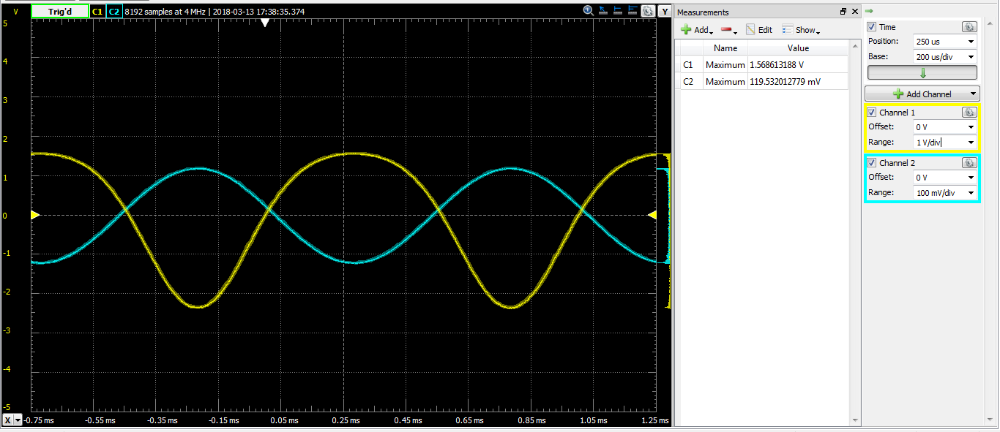 V Trig'd C1 C2 8192 samples at 4 MHz | 2018-03-13 17:38:35.374 Y
5
4
3
2
1
0
-1
-2
-3
-4
-5
X -0.75 ms -0.55 ms -0.35 ms -0.15 ms 0.05 ms 0.25 ms 0.45 ms 0.65 ms 0.85 ms 1.05 ms 1.25 ms
Measurements
Add Edit Show
Name Value
C1 Maximum 1.568613188 V
C2 Maximum 119.532012779 mV
Time
Position: 250 us
Base: 200 us/div
Add Channel
Channel 1
Offset: 0 V
Range: 1 V/div
Channel 2
Offset: 0 V
Range: 100 mV/div